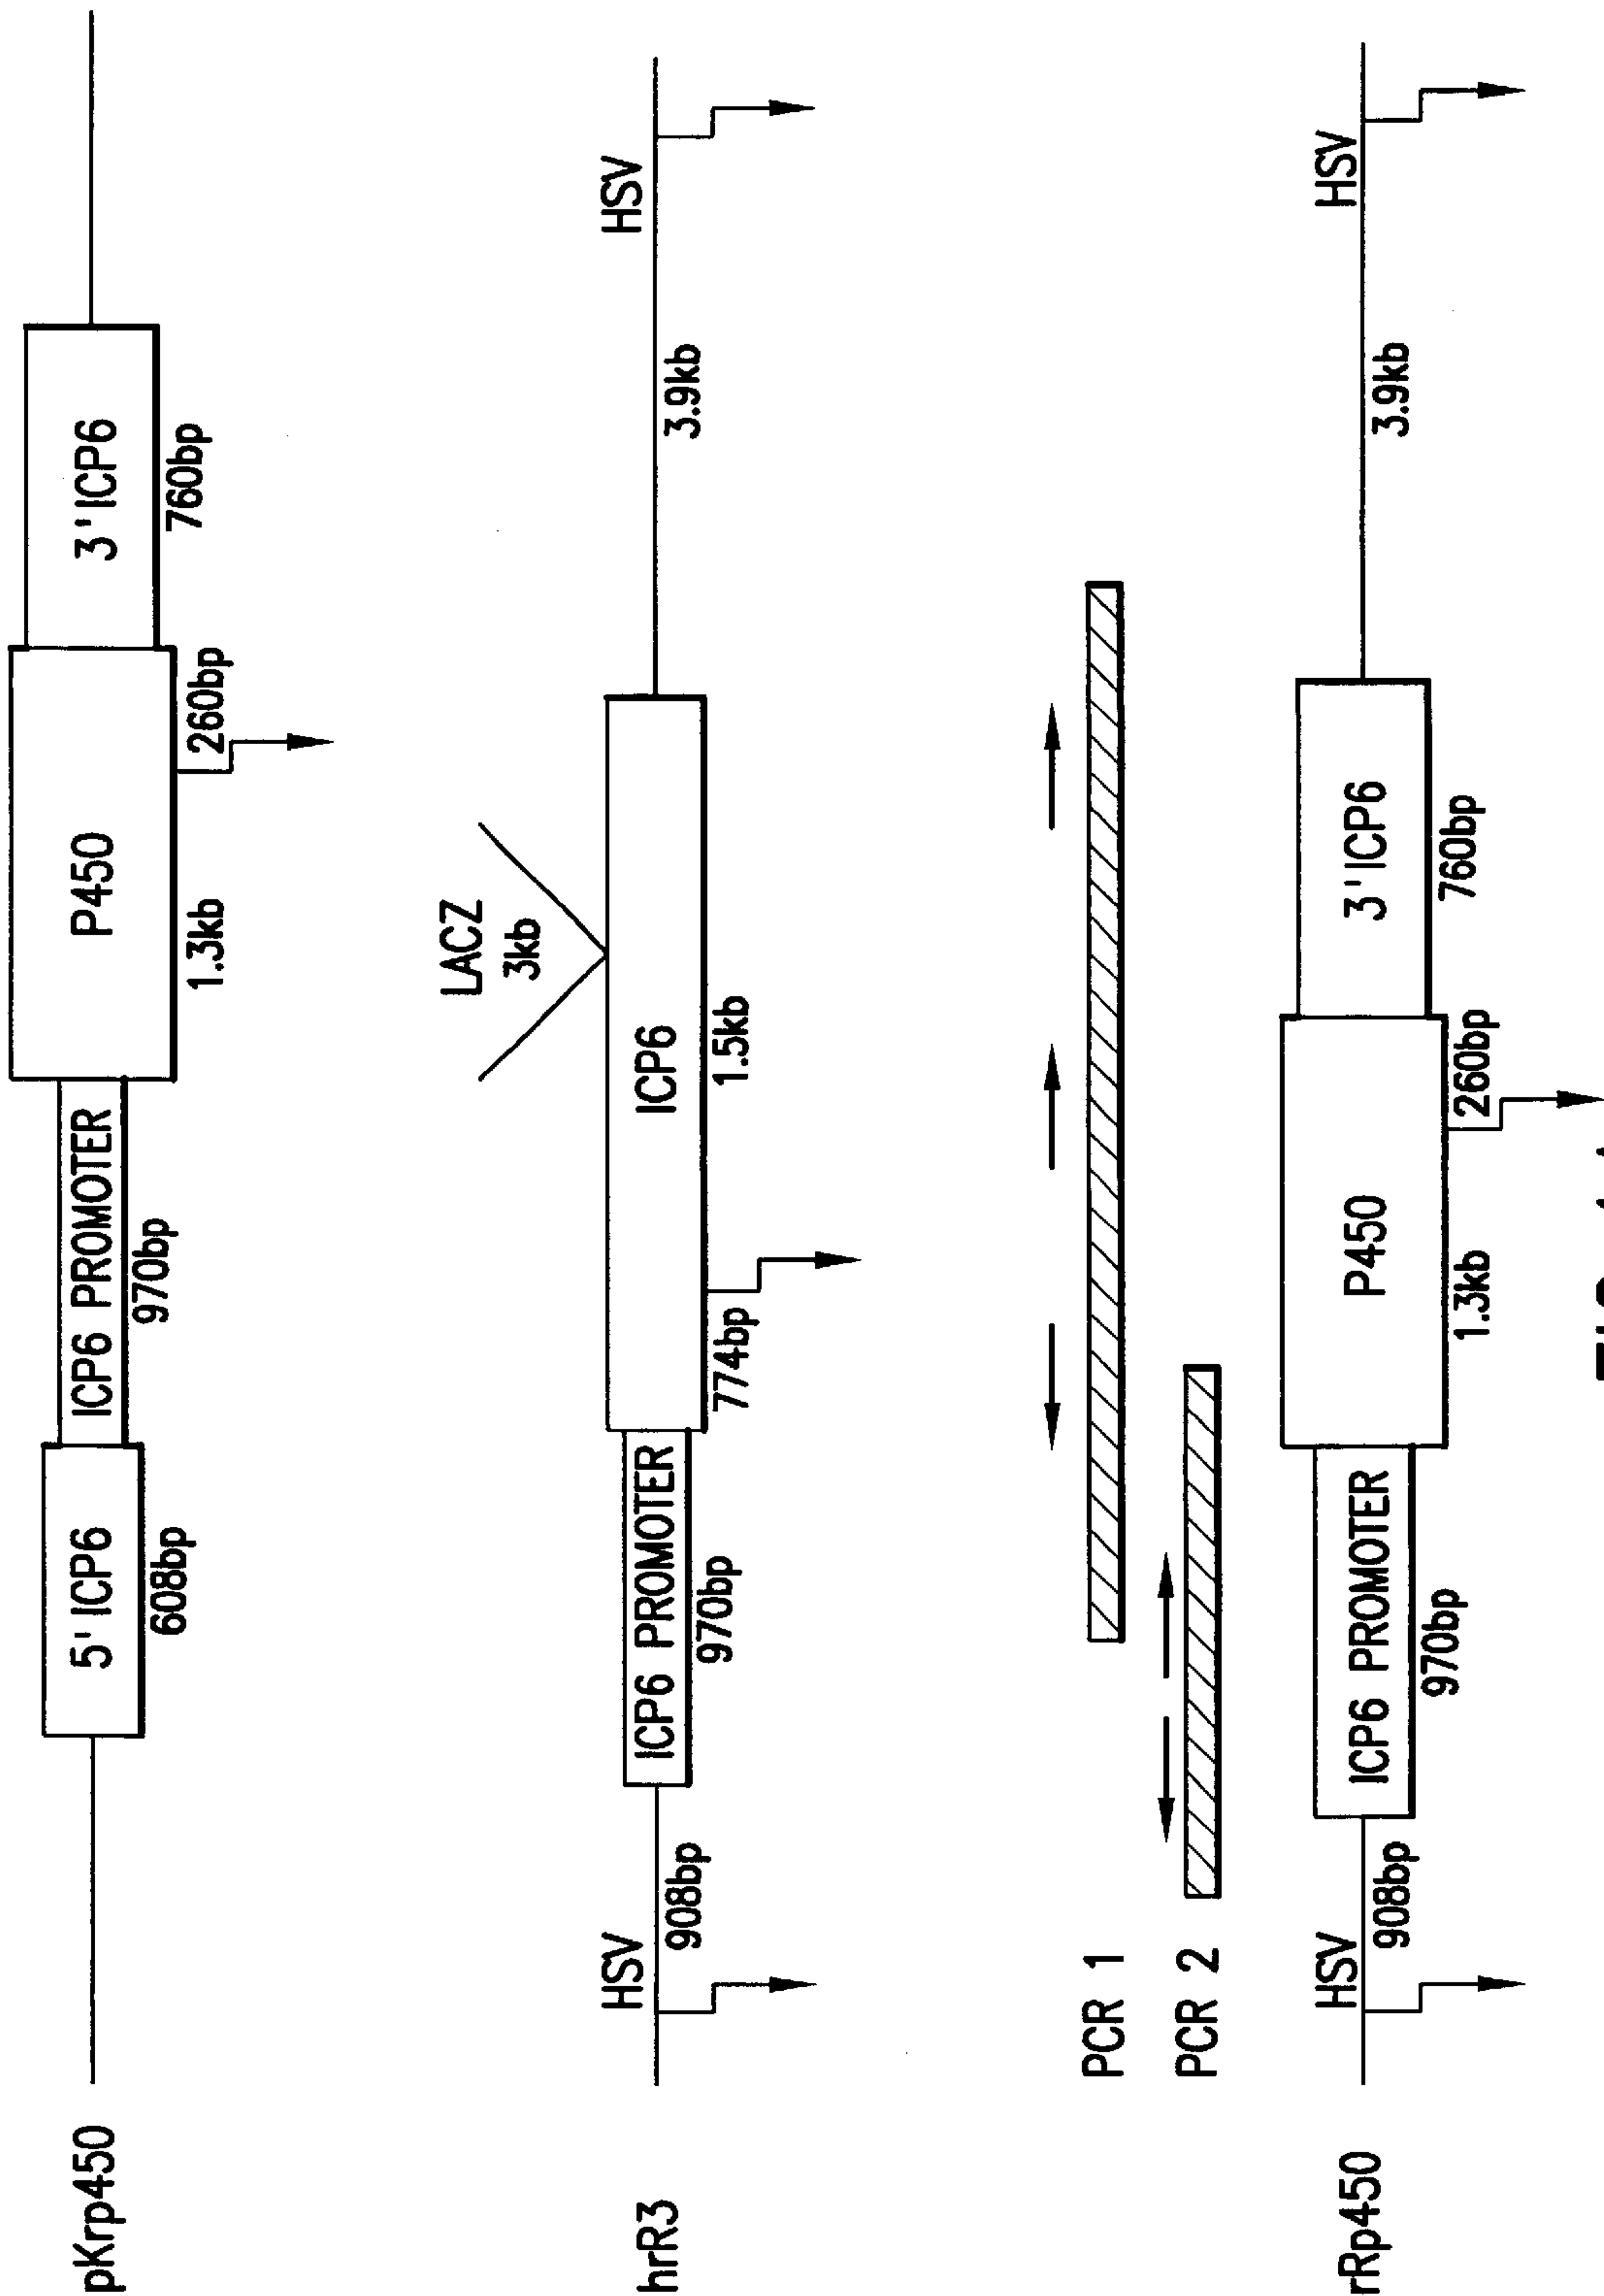 pKrp450
5'ICP6
608bp
ICP6 PROMOTER
970bp
P450
1.3kb
260bp
3'ICP6
760bp
hrR3
HSV
908bp
ICP6 PROMOTER
970bp
774bp
ICP6
1.5kb
LACZ
3kb
3.9kb
HSV
PCR 1
PCR 2
rRp450
HSV
908bp
ICP6 PROMOTER
970bp
P450
1.3kb
260bp
3'ICP6
760bp
3.9kb
HSV